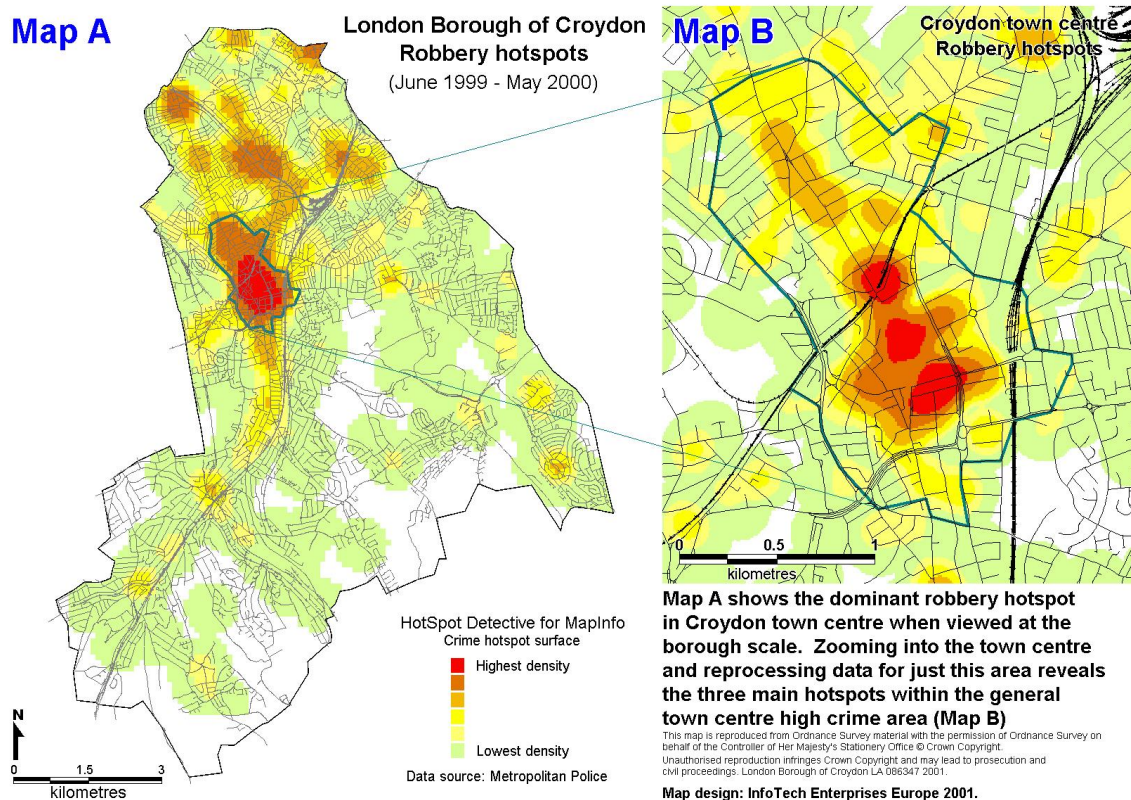 Map A
London Borough of Croydon
Robbery hotspots
(June 1999 - May 2000)
Map B
Croydon town centre
Robbery hotspots
0
0.5
1
kilometres
HotSpot Detective for MapInfo
Crime hotspot surface
Highest density
Lowest density
Data source: Metropolitan Police
N
0
1.5
3
kilometres
Map A shows the dominant robbery hotspot
in Croydon town centre when viewed at the
borough scale. Zooming into the town centre
and reprocessing data for just this area reveals
the three main hotspots within the general
town centre high crime area (Map B)
This map is reproduced from Ordnance Survey material with the permission of Ordnance Survey on
behalf of the Controller of Her Majesty's Stationery Office © Crown Copyright.
Unauthorised reproduction infringes Crown Copyright and may lead to prosecution and
civil proceedings. London Borough of Croydon LA 086347 2001.
Map design: InfoTech Enterprises Europe 2001.